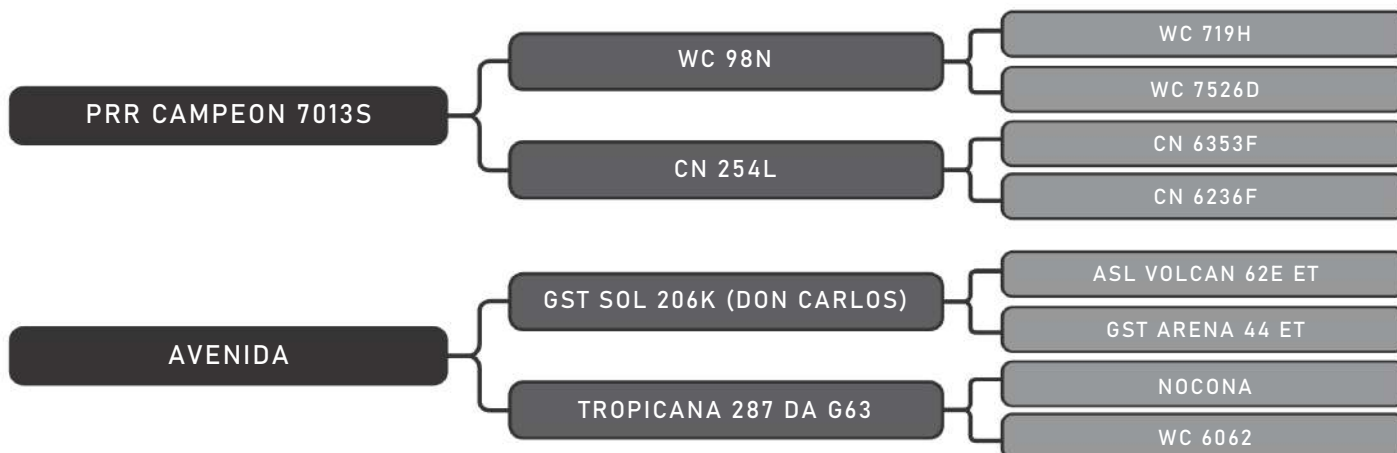 PRR CAMPEON 7013S
WC 98N
WC 719H
WC 7526D
CN 254L
CN 6353F
CN 6236F
AVENIDA
GST SOL 206K (DON CARLOS)
ASL VOLCAN 62E ET
GST ARENA 44 ET
TROPICANA 287 DA G63
NOCONA
WC 6062